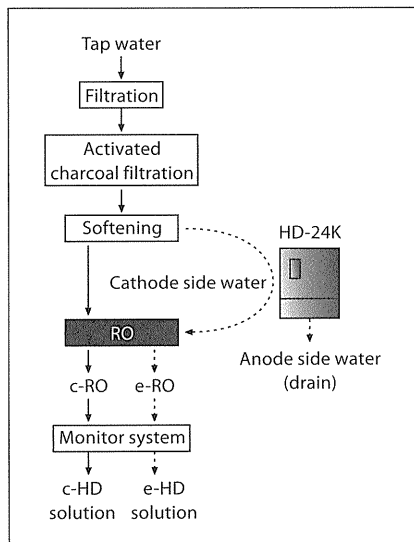 Tap water
Filtration
Activated
charcoal filtration
Softening
HD-24K
Cathode side water
RO
Anode side water
(drain)
c-RO e-RO
Monitor system
c-HD e-HD
solution solution